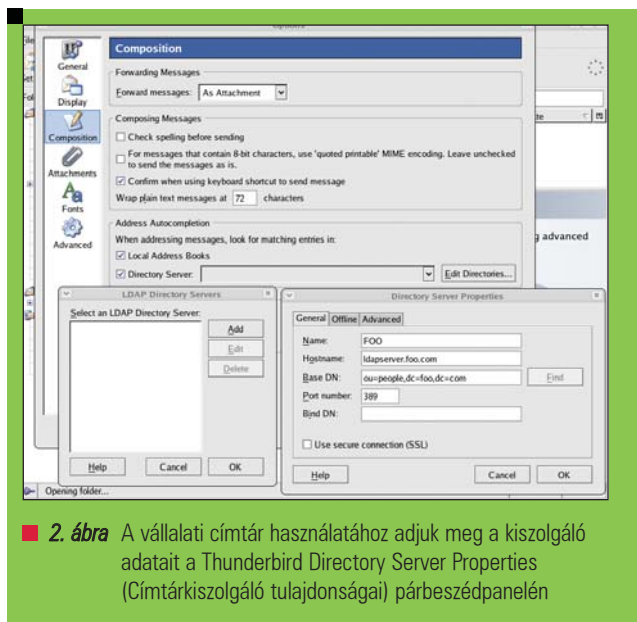 Composition
General
Display
Composition
Attachments
Fonts
Advanced
Forwarding Messages
Forward messages: As Attachment
Composing Messages
Check spelling before sending
For messages that contain 8-bit characters, use 'quoted printable' MIME encoding. Leave unchecked
to send the messages as is.
Confirm when using keyboard shortcut to send message
Wrap plain text messages at 72 characters
Address Autocompletion
When addressing messages, look for matching entries in:
Local Address Books
Directory Server: Edit Directories...
g advanced
LDAP Directory Servers
Select an LDAP Directory Server:
Add
Edit
Delete
Help Cancel OK
Directory Server Properties
General Offline Advanced
Name: FOO
Hostname: ldapserver.foo.com
Base DN: ou=people,dc=foo,dc=com Find
Port number: 389
Bind DN:
Use secure connection (SSL)
Help Cancel OK
Opening folder...
2. ábra A vállalati címtár használatához adjuk meg a kiszolgáló
adatait a Thunderbird Directory Server Properties
(Címtárkiszolgáló tulajdonságai) párbeszédpanelén